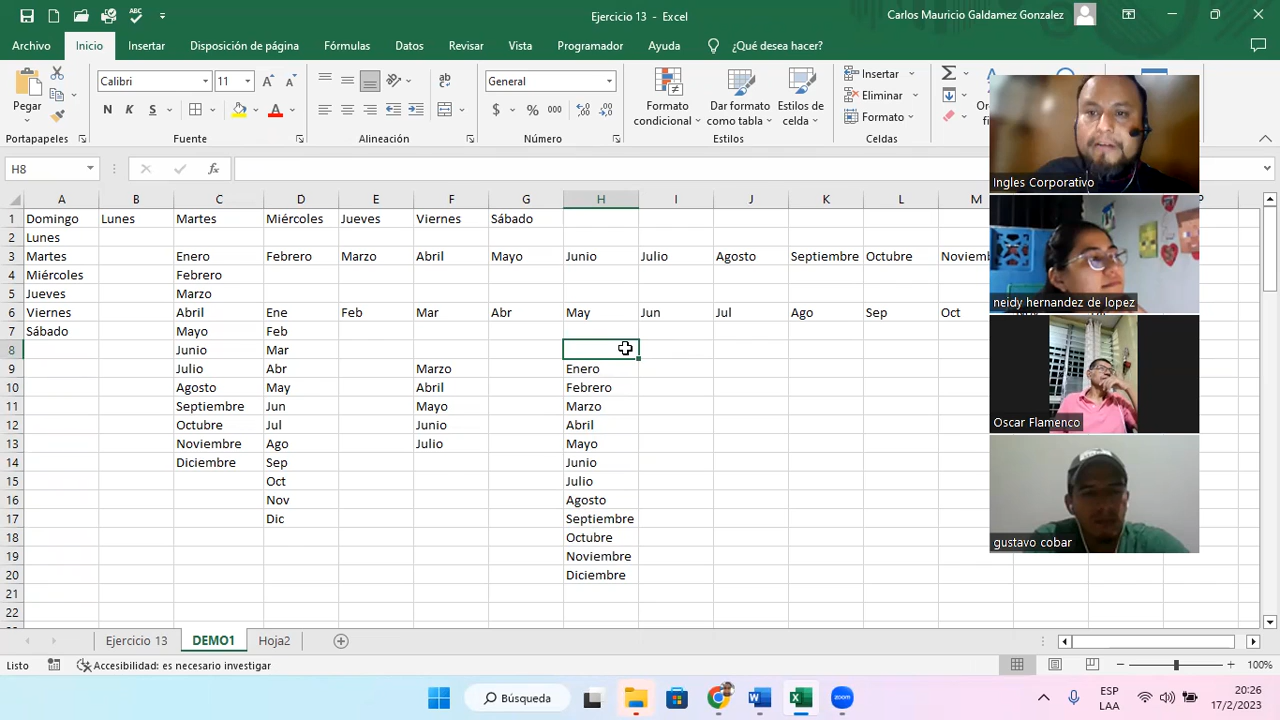 Ejercicio 13 - Excel
Carlos Mauricio Galdamez Gonzalez
Archivo Inicio Insertar Disposición de página Fórmulas Datos Revisar Vista Programador Ayuda ¿Qué desea hacer?
Pegar
Calibri 11
N K S
General
$ % 000
Formato condicional
Dar formato como tabla
Estilos de celda
Insertar
Eliminar
Formato
Portapapeles Fuente Alineación Número Estilos Celdas
H8
A B C D E F G H I J K L M
1 Domingo Lunes Martes Miércoles Jueves Viernes Sábado
2 Lunes
3 Martes Enero Febrero Marzo Abril Mayo Junio Julio Agosto Septiembre Octubre Noviemb
4 Miércoles Febrero
5 Jueves Marzo
6 Viernes Abril Ene Feb Mar Abr May Jun Jul Ago Sep Oct
7 Sábado Mayo Feb
8 Junio Mar
9 Julio Abr Marzo Enero
10 Agosto May Abril Febrero
11 Septiembre Jun Mayo Marzo
12 Octubre Jul Junio Abril
13 Noviembre Ago Julio Mayo
14 Diciembre Sep Junio
15 Oct Julio
16 Nov Agosto
17 Dic Septiembre
18 Octubre
19 Noviembre
20 Diciembre
21
22
Ingles Corporativo
neidy hernandez de lopez
Oscar Flamenco
gustavo cobar
Ejercicio 13 DEMO1 Hoja2
Listo Accesibilidad: es necesario investigar 100%
Búsqueda
ESP
LAA
20:26
17/2/2023